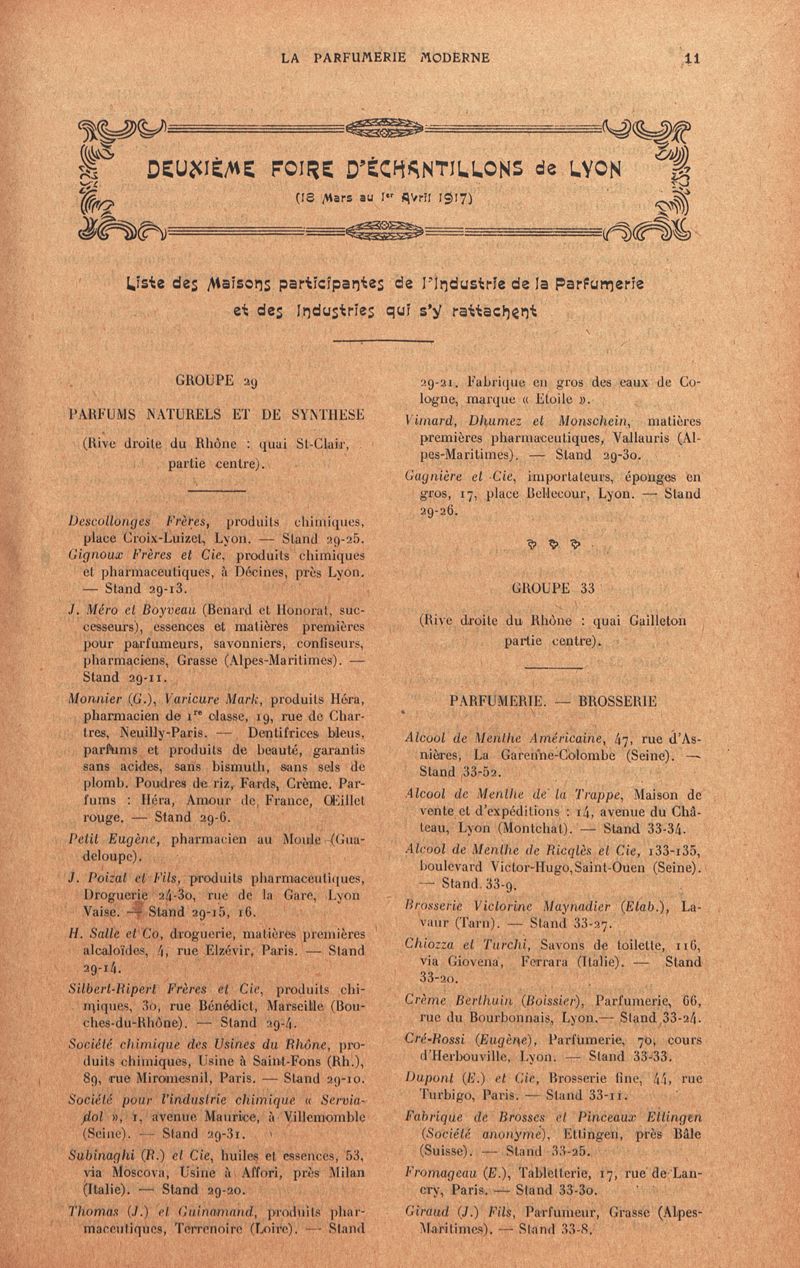 LA PARFUMERIE MODERNE
11
DEUXIÈME FOIRE D'ÉCHANTILLONS de LYON
(18 Mars au 1er Avril 1917)
Liste des Maisons participantes de l'Industrie de la Parfumerie
et des Industries qui s'y rattachent
GROUPE 29
PARFUMS NATURELS ET DE SYNTHESE
(Rive droite du Rhône : quai St-Clair,
partie centre).
Descollonges Frères, produits chimiques,
place Croix-Luizet, Lyon. — Stand 29-25.
Gignoux Frères et Cie, produits chimiques
et pharmaceutiques, à Décines, près Lyon.
— Stand 29-13.
J. Méro et Boyveau (Benard et Honorat, suc-
cesseurs), essences et matières premières
pour parfumeurs, savonniers, confiseurs,
pharmaciens, Grasse (Alpes-Maritimes). —
Stand 29-11.
Monnier (G.), Varicure Mark, produits Héra,
pharmacien de 1re classe, 19, rue de Char-
tres, Neuilly-Paris. — Dentifrices bleus,
parfums et produits de beauté, garantis
sans acides, sans bismuth, sans sels de
plomb. Poudres de riz, Fards, Crème. Par-
fums : Héra, Amour de France, Œillet
rouge. — Stand 29-6.
Petit Eugène, pharmacien au Moule (Gua-
deloupe).
J. Poizat et Fils, produits pharmaceutiques,
Droguerie 24-30, rue de la Gare, Lyon
Vaise. — Stand 29-15, 16.
H. Salle et Co, droguerie, matières premières
alcaloïdes, 4, rue Elzévir, Paris. — Stand
29-14.
Silbert-Ripert Frères et Cie, produits chi-
miques, 30, rue Bénédict, Marseille (Bou-
ches-du-Rhône). — Stand 29-4.
Société chimique des Usines du Rhône, pro-
duits chimiques, Usine à Saint-Fons (Rh.),
89, rue Miromesnil, Paris. — Stand 29-10.
Société pour l'industrie chimique « Servia-
dol », 1, avenue Maurice, à Villemomble
(Seine). — Stand 29-31.
Subinaghi (R.) et Cie, huiles et essences, 53,
via Moscova, Usine à Affori, près Milan
(Italie). — Stand 29-20.
Thomas (J.) et Guinamand, produits phar-
maceutiques, Terrenoire (Loire). — Stand
29-21. Fabrique en gros des eaux de Co-
logne, marque « Etoile ».
Vimard, Dhumez et Monschein, matières
premières pharmaceutiques, Vallauris (Al-
pes-Maritimes). — Stand 29-30.
Gagnière et Cie, importateurs, éponges en
gros, 17, place Bellecour, Lyon. — Stand
29-26.
GROUPE 33
(Rive droite du Rhône : quai Gailleton
partie centre).
PARFUMERIE. — BROSSERIE
Alcool de Menthe Américaine, 47, rue d'As-
nières, La Garenne-Colombe (Seine). —
Stand 33-52.
Alcool de Menthe de la Trappe, Maison de
vente et d'expéditions : 14, avenue du Châ-
teau, Lyon (Montchat). — Stand 33-34.
Alcool de Menthe de Ricqlès et Cie, 133-135,
boulevard Victor-Hugo, Saint-Ouen (Seine).
— Stand 33-9.
Brosserie Victorine Maynadier (Etab.), La-
vaur (Tarn). — Stand 33-27.
Chiozza et Turchi, Savons de toilette, 116,
via Giovena, Ferrara (Italie). — Stand
33-20.
Crème Berthuin (Boissier), Parfumerie, 66,
rue du Bourbonnais, Lyon. — Stand 33-24.
Cré-Rossi (Eugène), Parfumerie, 70, cours
d'Herbouville, Lyon. — Stand 33-33.
Dupont (E.) et Cie, Brosserie fine, 44, rue
Turbigo, Paris. — Stand 33-11.
Fabrique de Brosses et Pinceaux Ettingen
(Société anonyme), Ettingen, près Bâle
(Suisse). — Stand 33-25.
Fromageau (E.), Tabletterie, 17, rue de Lan-
cry, Paris. — Stand 33-30.
Giraud (J.) Fils, Parfumeur, Grasse (Alpes-
Maritimes). — Stand 33-8.